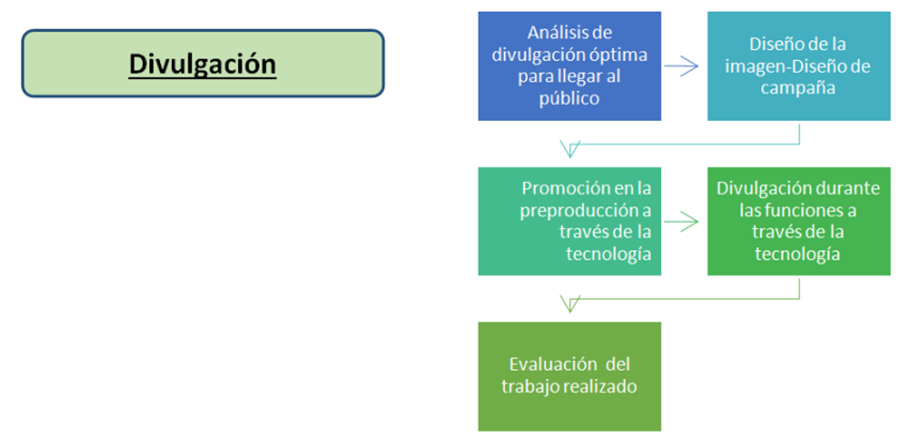 Divulgación
Análisis de
divulgación óptima
para llegar al
público
Diseño de la
imagen-Diseño de
campaña
Promoción en la
preproducción a
través de la
tecnología
Divulgación durante
las funciones a
través de la
tecnología
Evaluación  del
trabajo realizado